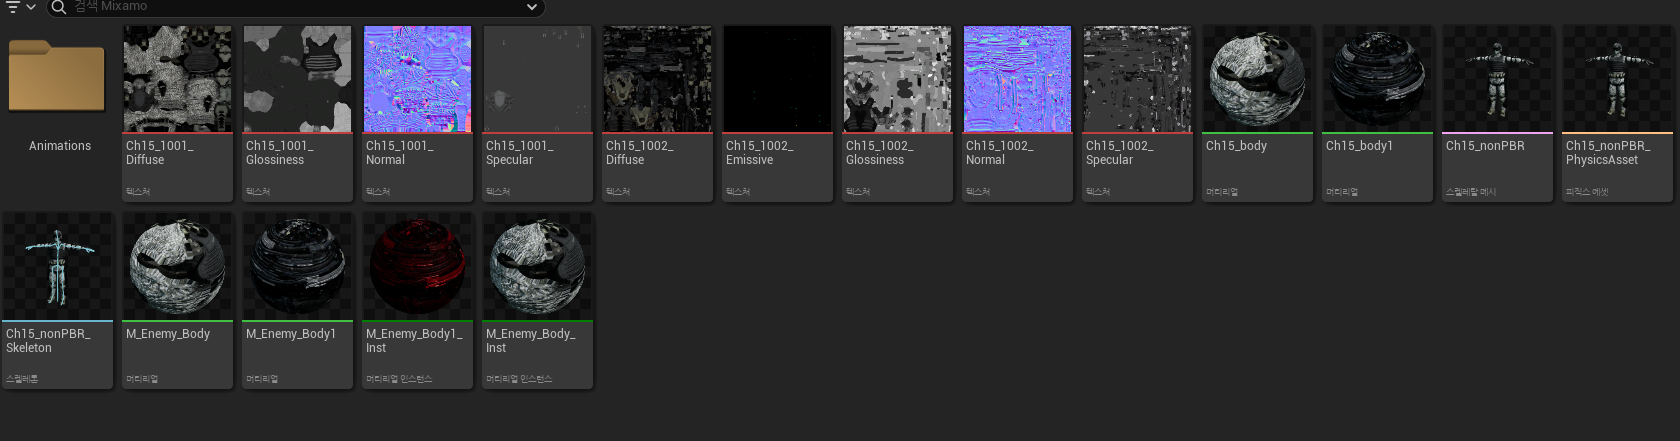 검색 Mixamo
Animations
Ch15_1001_
Diffuse
텍스처
Ch15_1001_
Glossiness
텍스처
Ch15_1001_
Normal
텍스처
Ch15_1001_
Specular
텍스처
Ch15_1002_
Diffuse
텍스처
Ch15_1002_
Emissive
텍스처
Ch15_1002_
Glossiness
텍스처
Ch15_1002_
Normal
텍스처
Ch15_1002_
Specular
텍스처
Ch15_body
머티리얼
Ch15_body1
머티리얼
Ch15_nonPBR
스켈레탈 메시
Ch15_nonPBR_
PhysicsAsset
피직스 애셋
Ch15_nonPBR_
Skeleton
스켈레톤
M_Enemy_Body
머티리얼
M_Enemy_Body1
머티리얼
M_Enemy_Body1_
Inst
머티리얼 인스턴스
M_Enemy_Body_
Inst
머티리얼 인스턴스